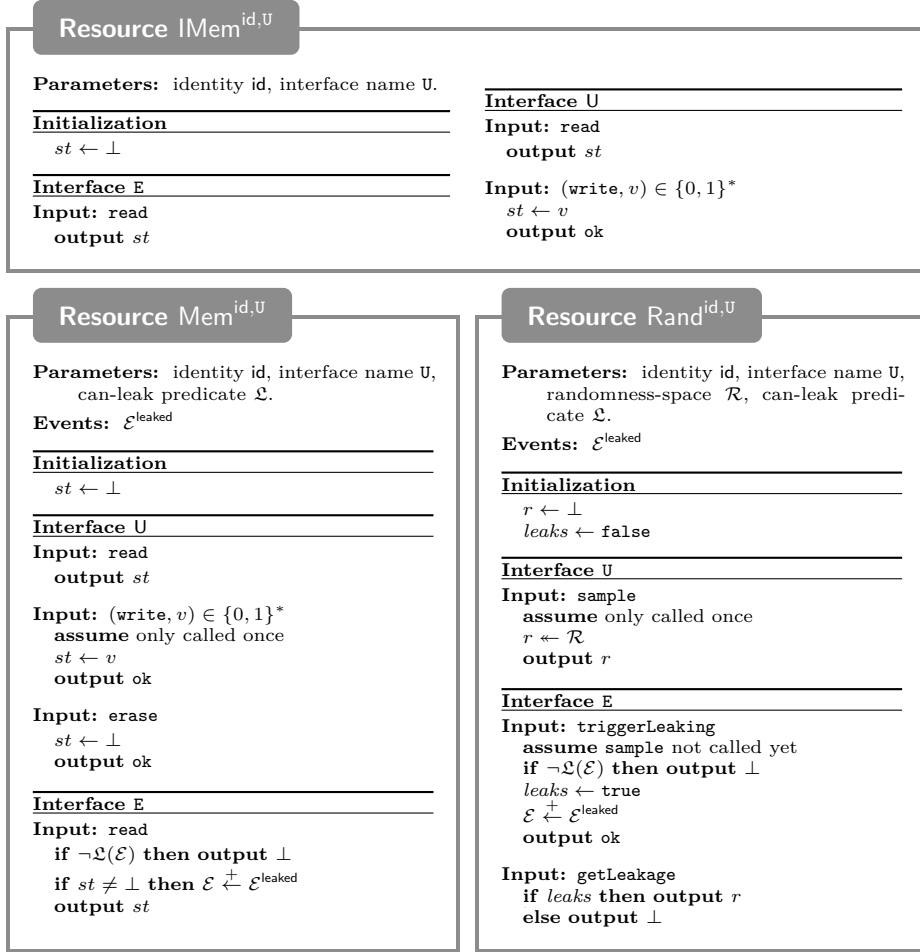 Resource IMem^{id,U}
Parameters: identity id, interface name U.
Initialization
st ← ⊥
Interface E
Input: read
output st
Interface U
Input: read
output st
Input: (write, v) ∈ {0, 1}*
st ← v
output ok
Resource Mem^{id,U}
Parameters: identity id, interface name U,
can-leak predicate 𝔏.
Events: ℰ^{leaked}
Initialization
st ← ⊥
Interface U
Input: read
output st
Input: (write, v) ∈ {0, 1}*
assume only called once
st ← v
output ok
Input: erase
st ← ⊥
output ok
Interface E
Input: read
if ¬𝔏(ℰ) then output ⊥
if st ≠ ⊥ then ℰ +← ℰ^{leaked}
output st
Resource Rand^{id,U}
Parameters: identity id, interface name U,
randomness-space ℛ, can-leak predi-
cate 𝔏.
Events: ℰ^{leaked}
Initialization
r ← ⊥
leaks ← false
Interface U
Input: sample
assume only called once
r ↞ ℛ
output r
Interface E
Input: triggerLeaking
assume sample not called yet
if ¬𝔏(ℰ) then output ⊥
leaks ← true
ℰ +← ℰ^{leaked}
output ok
Input: getLeakage
if leaks then output r
else output ⊥